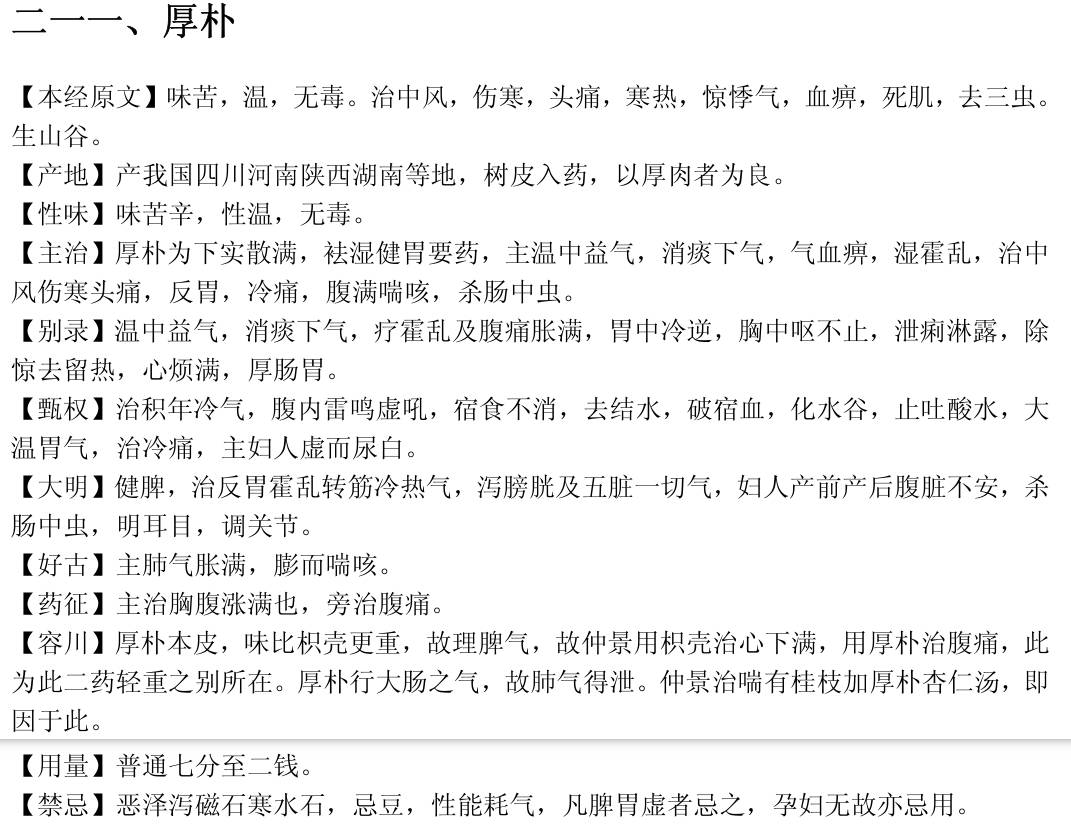 二一一、厚朴
【本经原文】味苦，温，无毒。治中风，伤寒，头痛，寒热，惊悸气，血痹，死肌，去三虫。
生山谷。
【产地】产我国四川河南陕西湖南等地，树皮入药，以厚肉者为良。
【性味】味苦辛，性温，无毒。
【主治】厚朴为下实散满，袪湿健胃要药，主温中益气，消痰下气，气血痹，湿霍乱，治中
风伤寒头痛，反胃，冷痛，腹满喘咳，杀肠中虫。
【别录】温中益气，消痰下气，疗霍乱及腹痛胀满，胃中冷逆，胸中呕不止，泄痢淋露，除
惊去留热，心烦满，厚肠胃。
【甄权】治积年冷气，腹内雷鸣虚吼，宿食不消，去结水，破宿血，化水谷，止吐酸水，大
温胃气，治冷痛，主妇人虚而尿白。
【大明】健脾，治反胃霍乱转筋冷热气，泻膀胱及五脏一切气，妇人产前产后腹脏不安，杀
肠中虫，明耳目，调关节。
【好古】主肺气胀满，膨而喘咳。
【药征】主治胸腹涨满也，旁治腹痛。
【容川】厚朴本皮，味比枳壳更重，故理脾气，故仲景用枳壳治心下满，用厚朴治腹痛，此
为此二药轻重之别所在。厚朴行大肠之气，故肺气得泄。仲景治喘有桂枝加厚朴杏仁汤，即
因于此。
【用量】普通七分至二钱。
【禁忌】恶泽泻磁石寒水石，忌豆，性能耗气，凡脾胃虚者忌之，孕妇无故亦忌用。